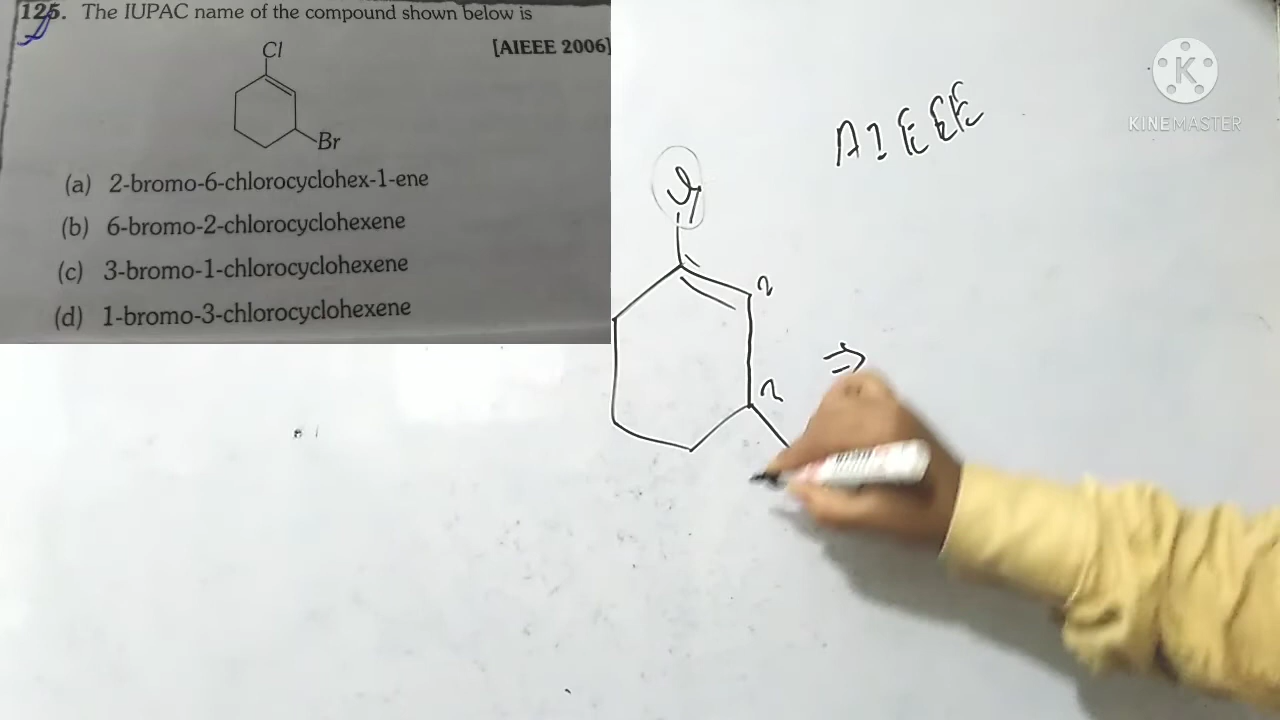 125. The IUPAC name of the compound shown below is
[AIEEE 2006]
Cl
Br
(a) 2-bromo-6-chlorocyclohex-1-ene
(b) 6-bromo-2-chlorocyclohexene
(c) 3-bromo-1-chlorocyclohexene
(d) 1-bromo-3-chlorocyclohexene
AIEEE
KINEMASTER
2